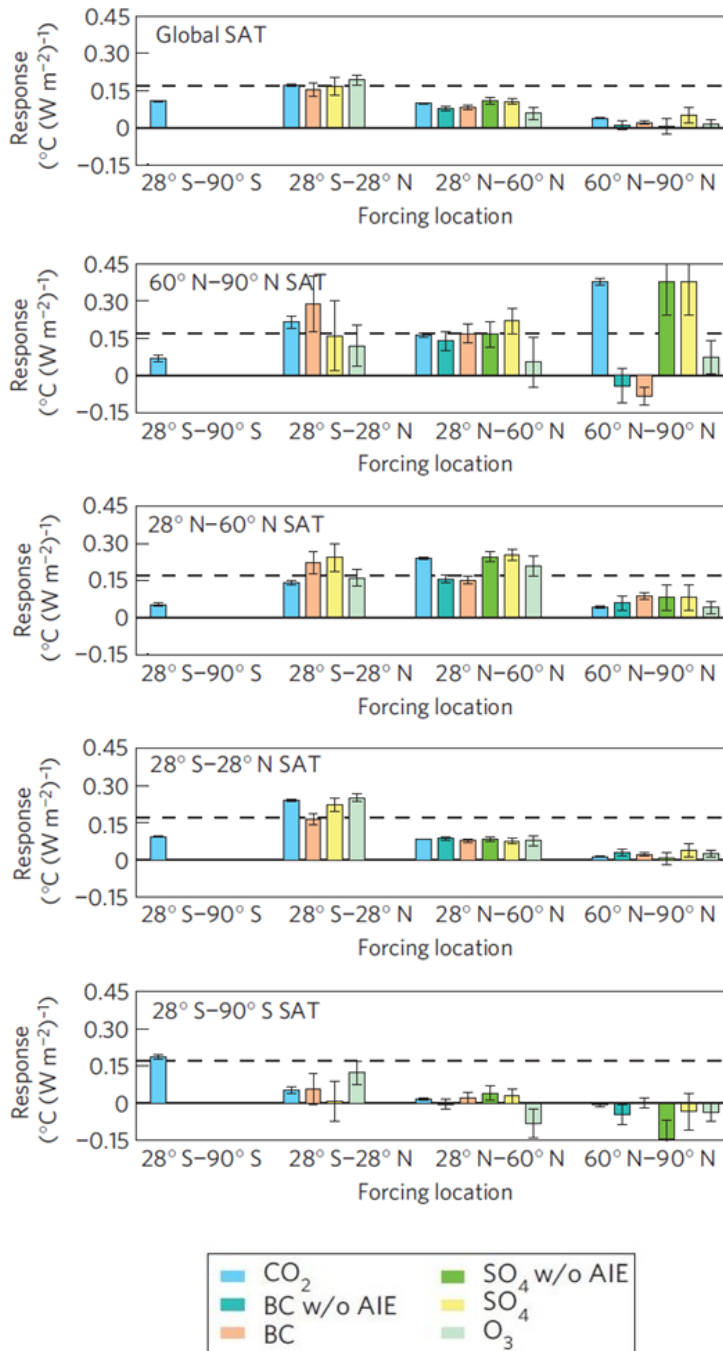 Global SAT
0.45
0.30
0.15
0
−0.15
Response
(°C (W m−2)-1)
28° S−90° S 28° S−28° N 28° N−60° N 60° N−90° N
Forcing location
60° N−90° N SAT
0.45
0.30
0.15
0
−0.15
Response
(°C (W m−2)-1)
28° S−90° S 28° S−28° N 28° N−60° N 60° N−90° N
Forcing location
28° N−60° N SAT
0.45
0.30
0.15
0
−0.15
Response
(°C (W m−2)-1)
28° S−90° S 28° S−28° N 28° N−60° N 60° N−90° N
Forcing location
28° S−28° N SAT
0.45
0.30
0.15
0
−0.15
Response
(°C (W m−2)-1)
28° S−90° S 28° S−28° N 28° N−60° N 60° N−90° N
Forcing location
28° S−90° S SAT
0.45
0.30
0.15
0
−0.15
Response
(°C (W m−2)-1)
28° S−90° S 28° S−28° N 28° N−60° N 60° N−90° N
Forcing location
CO2
BC w/o AIE
BC
SO4 w/o AIE
SO4
O3